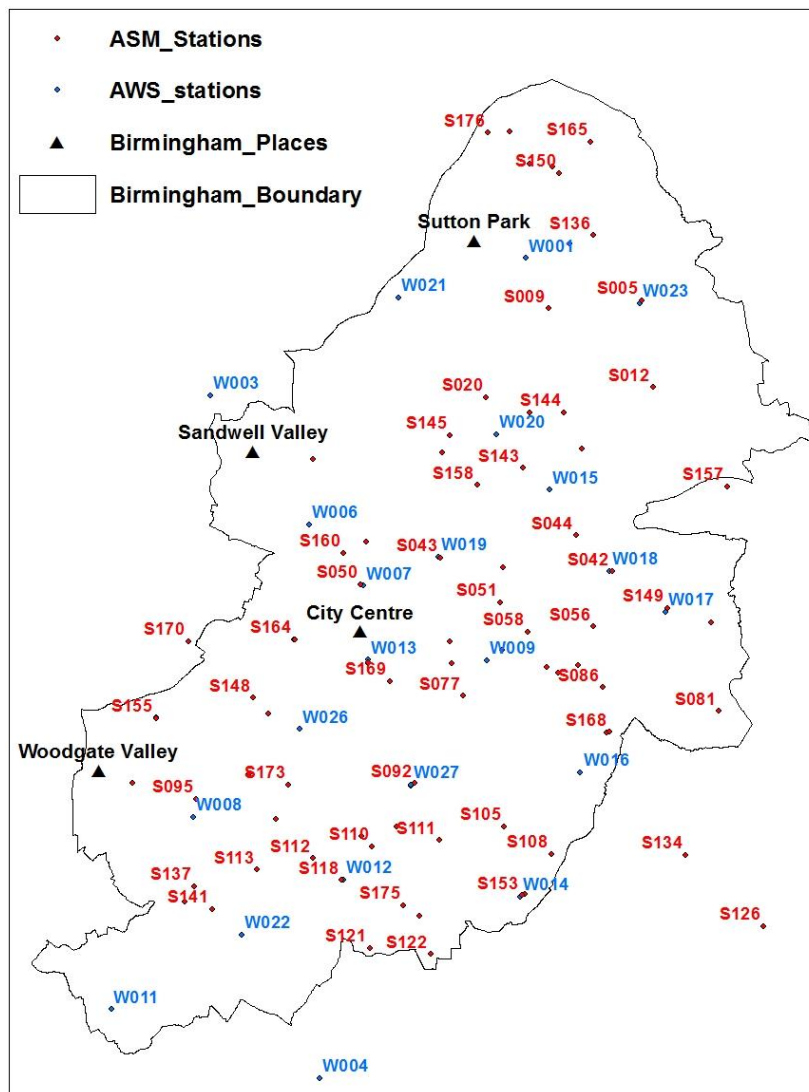 ASM_Stations
AWS_stations
Birmingham_Places
Birmingham_Boundary
S176
S165
S150
Sutton Park
S136
W001
W021
S009
S005
W023
W003
S020
S144
S012
Sandwell Valley
S145
W020
S158
S143
W015
S157
W006
S044
S160
S043
W019
S042
W018
S050
W007
S051
S149
W017
City Centre
S058
S056
S170
S164
W013
S169
W009
S077
S086
S148
S081
S155
W026
S168
Woodgate Valley
W016
S173
S092
W027
S095
W008
S110
S111
S105
S112
S108
S134
S113
S118
W012
S137
S153
W014
S141
S175
S126
W022
S121
S122
W011
W004